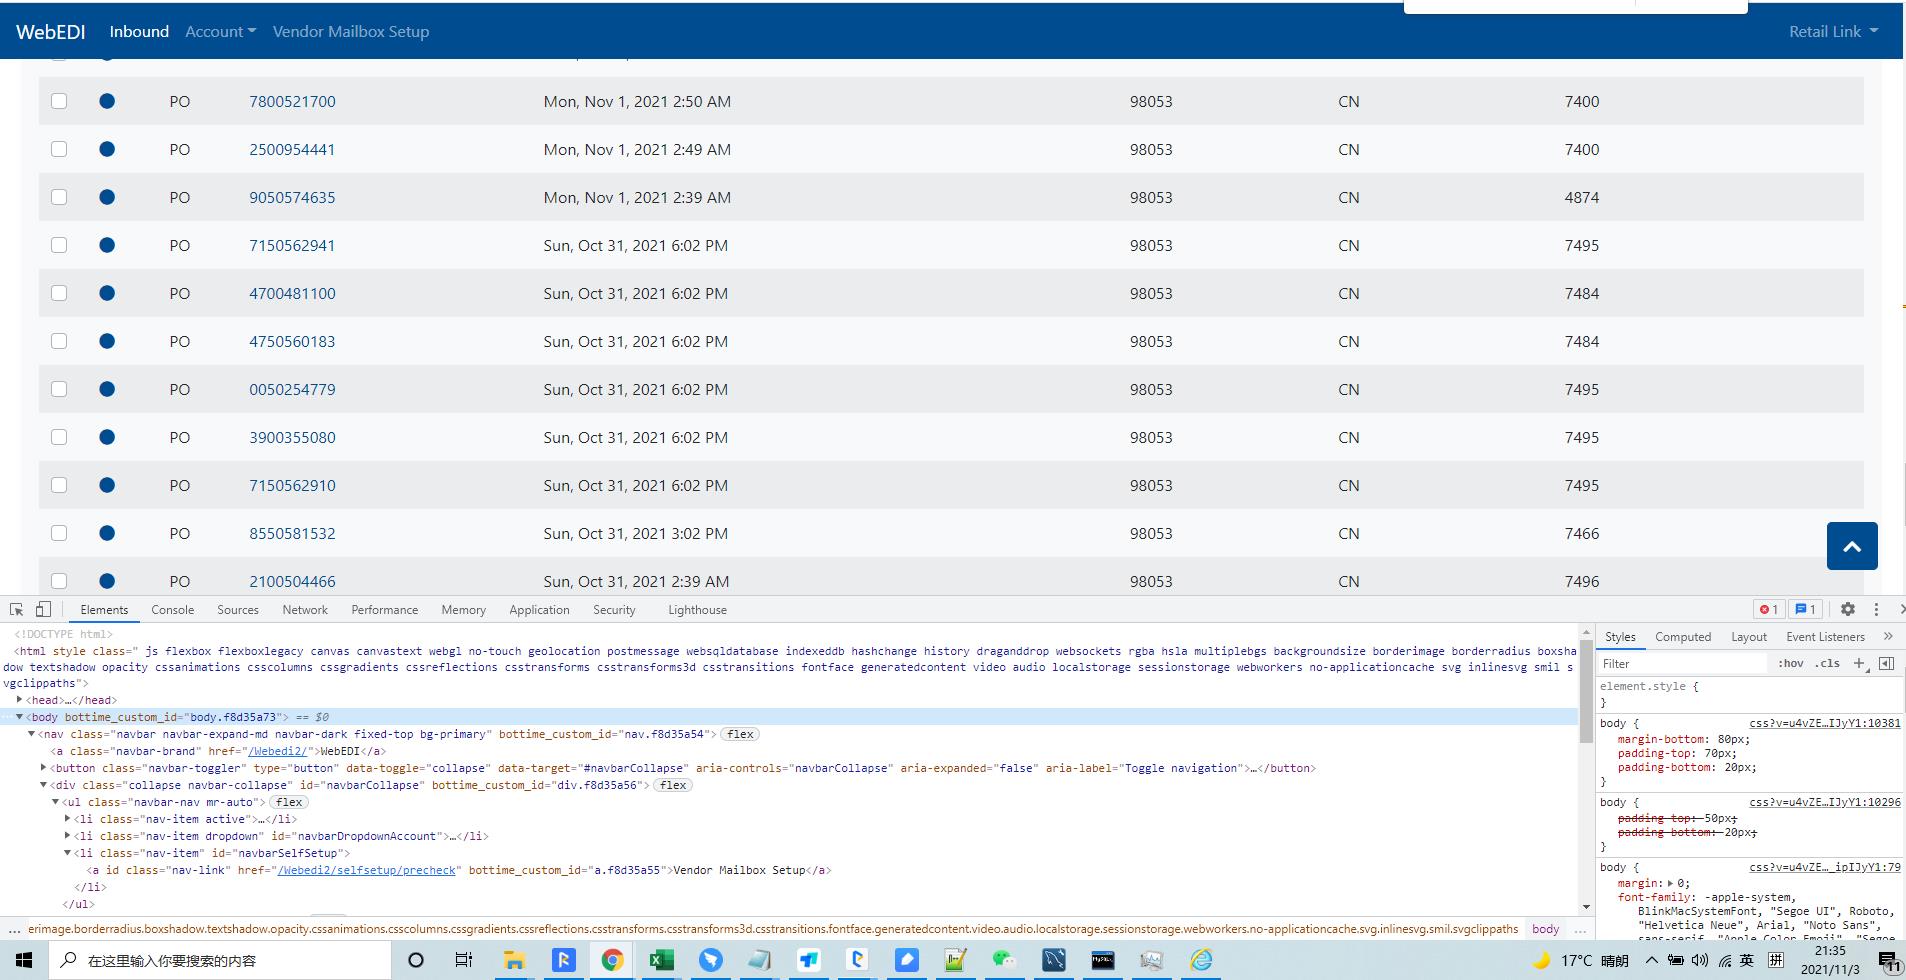 WebEDI Inbound Account Vendor Mailbox Setup Retail Link
PO 7800521700 Mon, Nov 1, 2021 2:50 AM 98053 CN 7400
PO 2500954441 Mon, Nov 1, 2021 2:49 AM 98053 CN 7400
PO 9050574635 Mon, Nov 1, 2021 2:39 AM 98053 CN 4874
PO 7150562941 Sun, Oct 31, 2021 6:02 PM 98053 CN 7495
PO 4700481100 Sun, Oct 31, 2021 6:02 PM 98053 CN 7484
PO 4750560183 Sun, Oct 31, 2021 6:02 PM 98053 CN 7484
PO 0050254779 Sun, Oct 31, 2021 6:02 PM 98053 CN 7495
PO 3900355080 Sun, Oct 31, 2021 6:02 PM 98053 CN 7495
PO 7150562910 Sun, Oct 31, 2021 6:02 PM 98053 CN 7495
PO 8550581532 Sun, Oct 31, 2021 3:02 PM 98053 CN 7466
PO 2100504466 Sun, Oct 31, 2021 2:39 AM 98053 CN 7496
Elements Console Sources Network Performance Memory Application Security Lighthouse 1 1
<!DOCTYPE html>
<html style class=" js flexbox flexboxlegacy canvas canvastext webgl no-touch geolocation postmessage websqldatabase indexeddb hashchange history draganddrop websockets rgba hsla multiplebgs backgroundsize borderimage borderradius boxsha
dow textshadow opacity cssanimations csscolumns cssgradients cssreflections csstransforms csstransforms3d csstransitions fontface generatedcontent video audio localstorage sessionstorage webworkers no-applicationcache svg inlinesvg smil s
vgclippaths">
<head>…</head>
<body bottime_custom_id="body.f8d35a73"> == $0
<nav class="navbar navbar-expand-md navbar-dark fixed-top bg-primary" bottime_custom_id="nav.f8d35a54"> flex
<a class="navbar-brand" href="/Webedi2/">WebEDI</a>
<button class="navbar-toggler" type="button" data-toggle="collapse" data-target="#navbarCollapse" aria-controls="navbarCollapse" aria-expanded="false" aria-label="Toggle navigation">…</button>
<div class="collapse navbar-collapse" id="navbarCollapse" bottime_custom_id="div.f8d35a56"> flex
<ul class="navbar-nav mr-auto"> flex
<li class="nav-item active">…</li>
<li class="nav-item dropdown" id="navbarDropdownAccount">…</li>
<li class="nav-item" id="navbarSelfSetup">
<a id class="nav-link" href="/Webedi2/selfsetup/precheck" bottime_custom_id="a.f8d35a55">Vendor Mailbox Setup</a>
</li>
</ul>
... erimage.borderradius.boxshadow.textshadow.opacity.cssanimations.csscolumns.cssgradients.cssreflections.csstransforms.csstransforms3d.csstransitions.fontface.generatedcontent.video.audio.localstorage.sessionstorage.webworkers.no-applicationcache.svg.inlinesvg.smil.svgclippaths body ...
Styles Computed Layout Event Listeners »
Filter :hov .cls +
element.style {
}
body { css?v=u4vZE…IJyY1:10381
margin-bottom: 80px;
padding-top: 70px;
padding-bottom: 20px;
}
body { css?v=u4vZE…IJyY1:10296
padding-top: 50px;
padding-bottom: 20px;
}
body { css?v=u4vZE…_ipIJyY1:79
margin: 0;
font-family: -apple-system,
BlinkMacSystemFont, "Segoe UI", Roboto,
"Helvetica Neue", Arial, "Noto Sans",
sans-serif, "Apple Color Emoji", "Segoe
在这里输入你要搜索的内容 17°C 晴朗 英 拼 21:35
2021/11/3 11